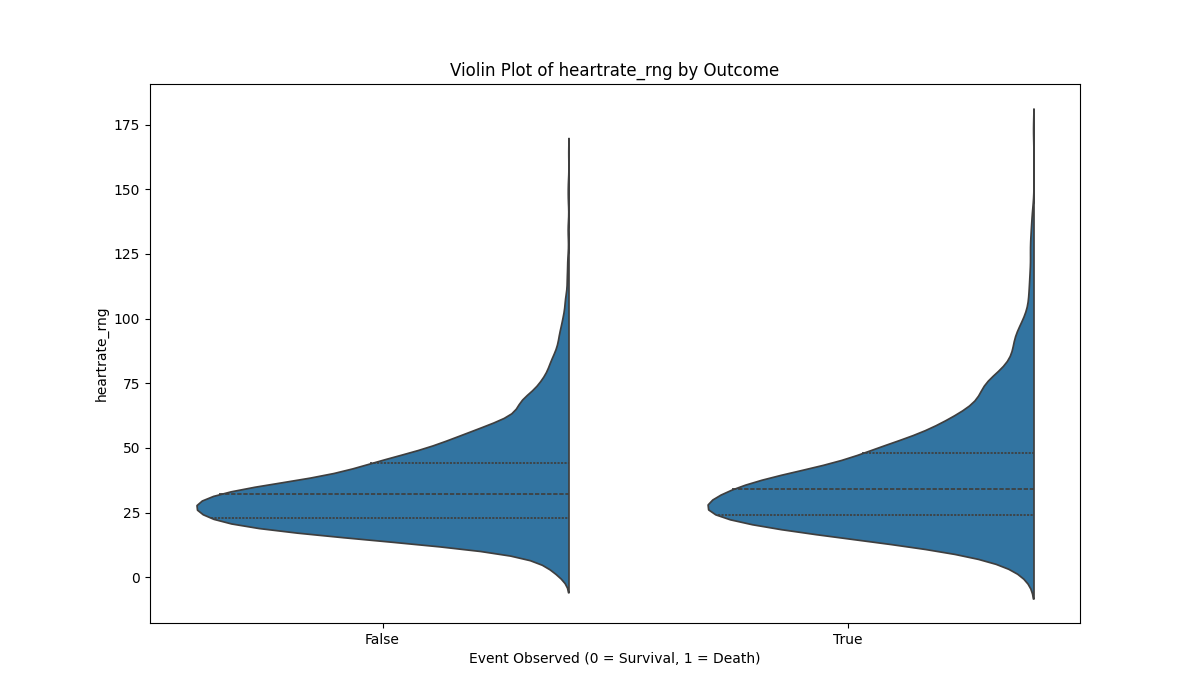 Violin Plot of heartrate_rng by Outcome
175
150
125
100
75
50
25
0
heartrate_rng
False
True
Event Observed (0 = Survival, 1 = Death)